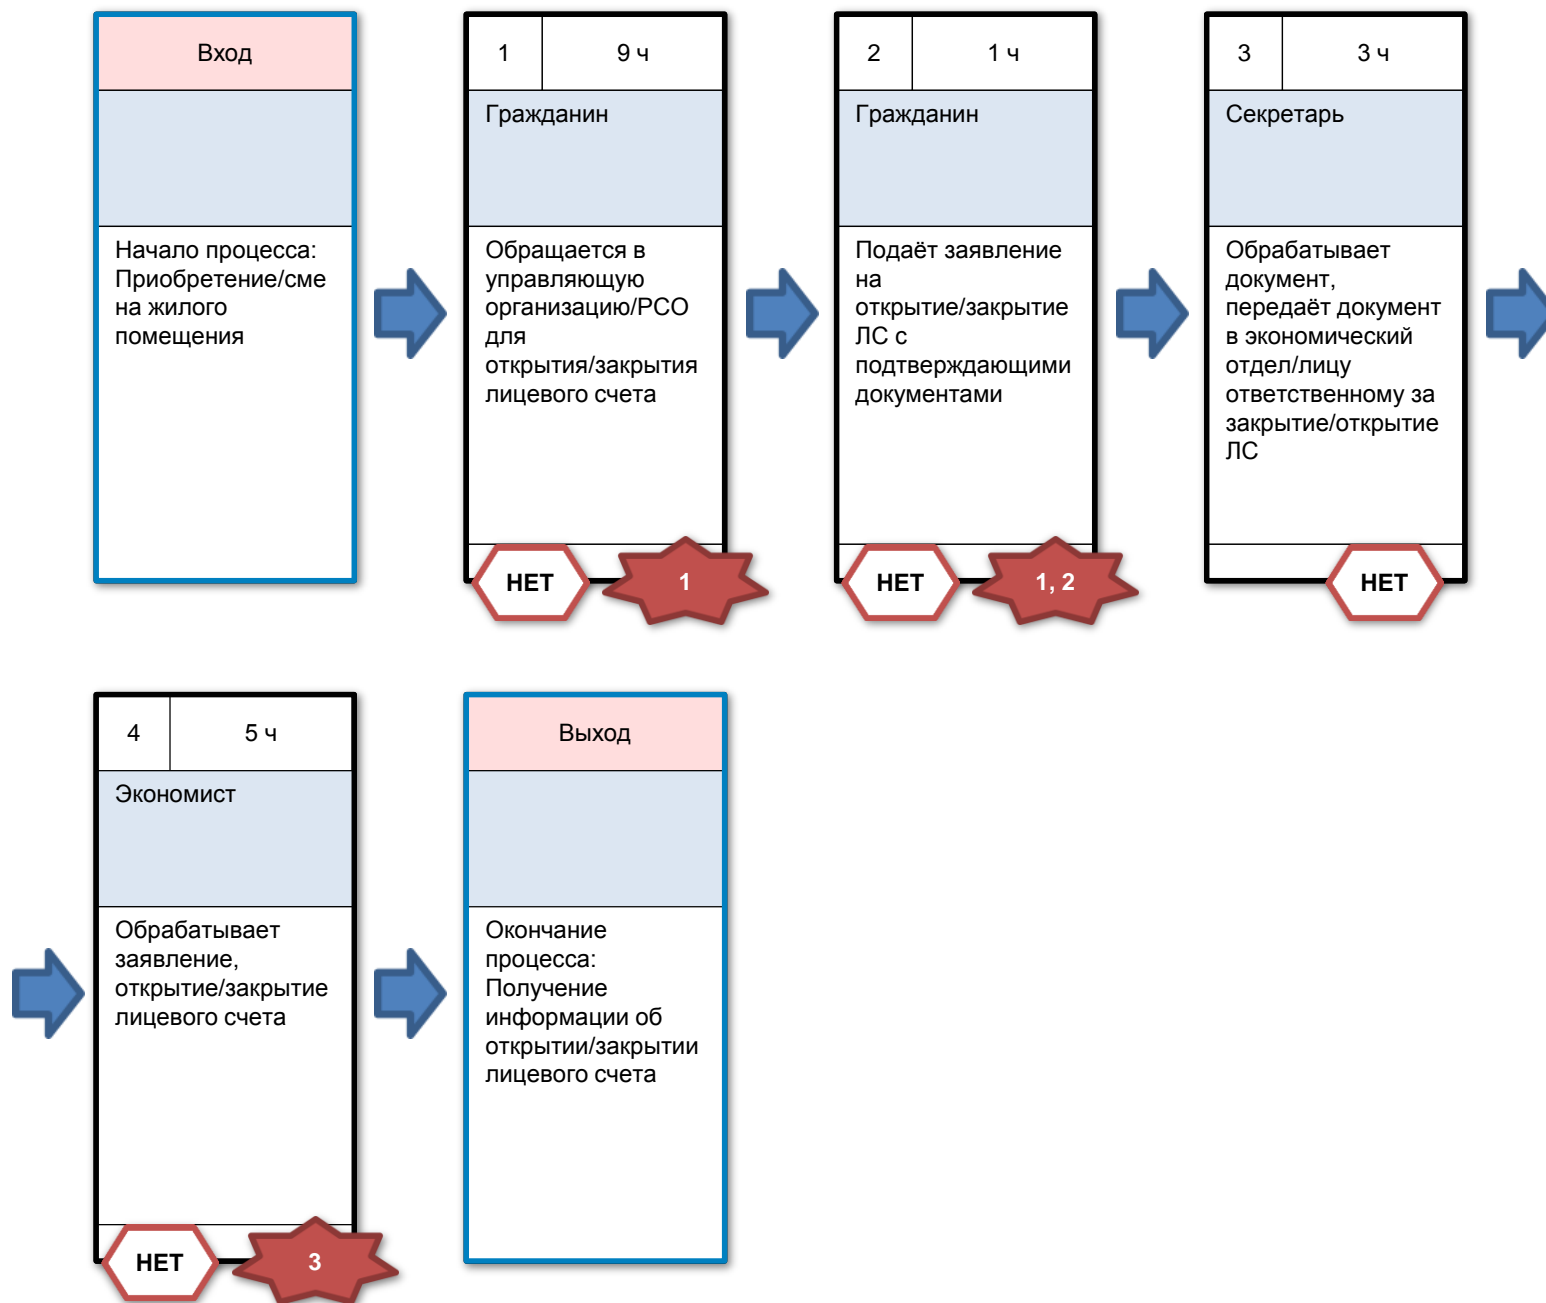 Вход
Начало процесса:
Приобретение/сме
на жилого
помещения
1
9 ч
Гражданин
Обращается в
управляющую
организацию/РСО
для
открытия/закрытия
лицевого счета
НЕТ
1
2
1 ч
Гражданин
Подаёт заявление
на
открытие/закрытие
ЛС с
подтверждающими
документами
НЕТ
1, 2
3
3 ч
Секретарь
Обрабатывает
документ,
передаёт документ
в экономический
отдел/лицу
ответственному за
закрытие/открытие
ЛС
НЕТ
4
5 ч
Экономист
Обрабатывает
заявление,
открытие/закрытие
лицевого счета
НЕТ
3
Выход
Окончание
процесса:
Получение
информации об
открытии/закрытии
лицевого счета